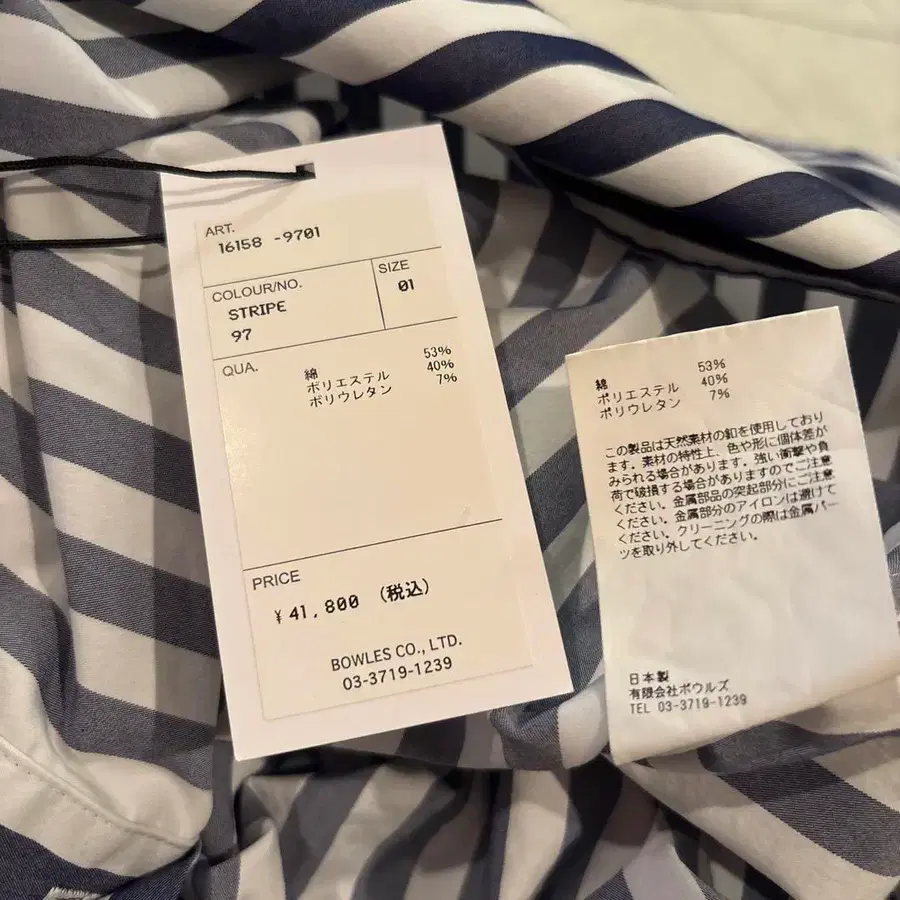 ART.
16158 -9701
COLOUR/NO.
STRIPE
97
SIZE
01
QUA.
綿 53%
ポリエステル 40%
ポリウレタン 7%
PRICE
¥ 41,800 (税込)
BOWLES CO., LTD.
03-3719-1239
綿 53%
ポリエステル 40%
ポリウレタン 7%
この製品は天然素材の釦を使用しており
ます。素材の特性上、色や形に個体差が
みられる場合があります。強い衝撃や負
荷で破損する場合がありますのでご注意
ください。金属部品の突起部分にご注意
ください。金属部分のアイロンは避けて
ください。クリーニングの際は金属パー
ツを取り外してください。
日本製
有限会社ボウルズ
TEL 03-3719-1239